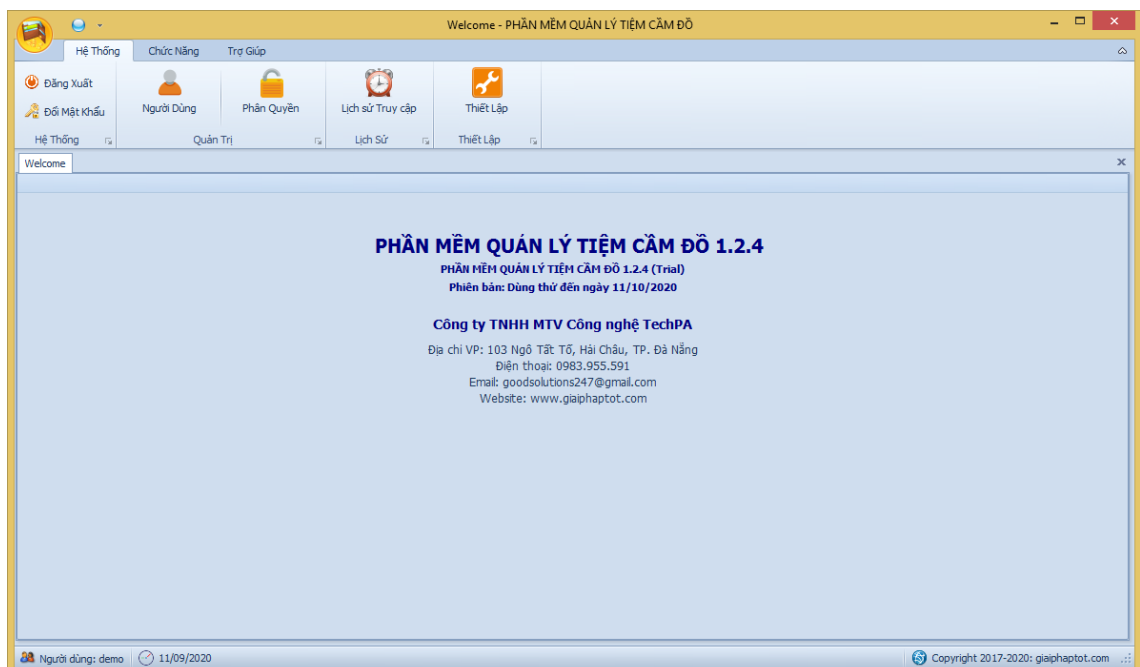 Welcome - PHẦN MỀM QUẢN LÝ TIỆM CẦM ĐỒ
Hệ Thống Chức Năng Trợ Giúp
Đăng Xuất
Đổi Mật Khẩu
Người Dùng
Phân Quyền
Lịch sử Truy cập
Thiết Lập
Hệ Thống
Quản Trị
Lịch Sử
Thiết Lập
Welcome
PHẦN MỀM QUẢN LÝ TIỆM CẦM ĐỒ 1.2.4
PHẦN MỀM QUẢN LÝ TIỆM CẦM ĐỒ 1.2.4 (Trial)
Phiên bản: Dùng thử đến ngày 11/10/2020
Công ty TNHH MTV Công nghệ TechPA
Địa chỉ VP: 103 Ngô Tất Tố, Hải Châu, TP. Đà Nẵng
Điện thoại: 0983.955.591
Email: goodsolutions247@gmail.com
Website: www.giaiphaptot.com
Người dùng: demo
11/09/2020
Copyright 2017-2020: giaiphaptot.com